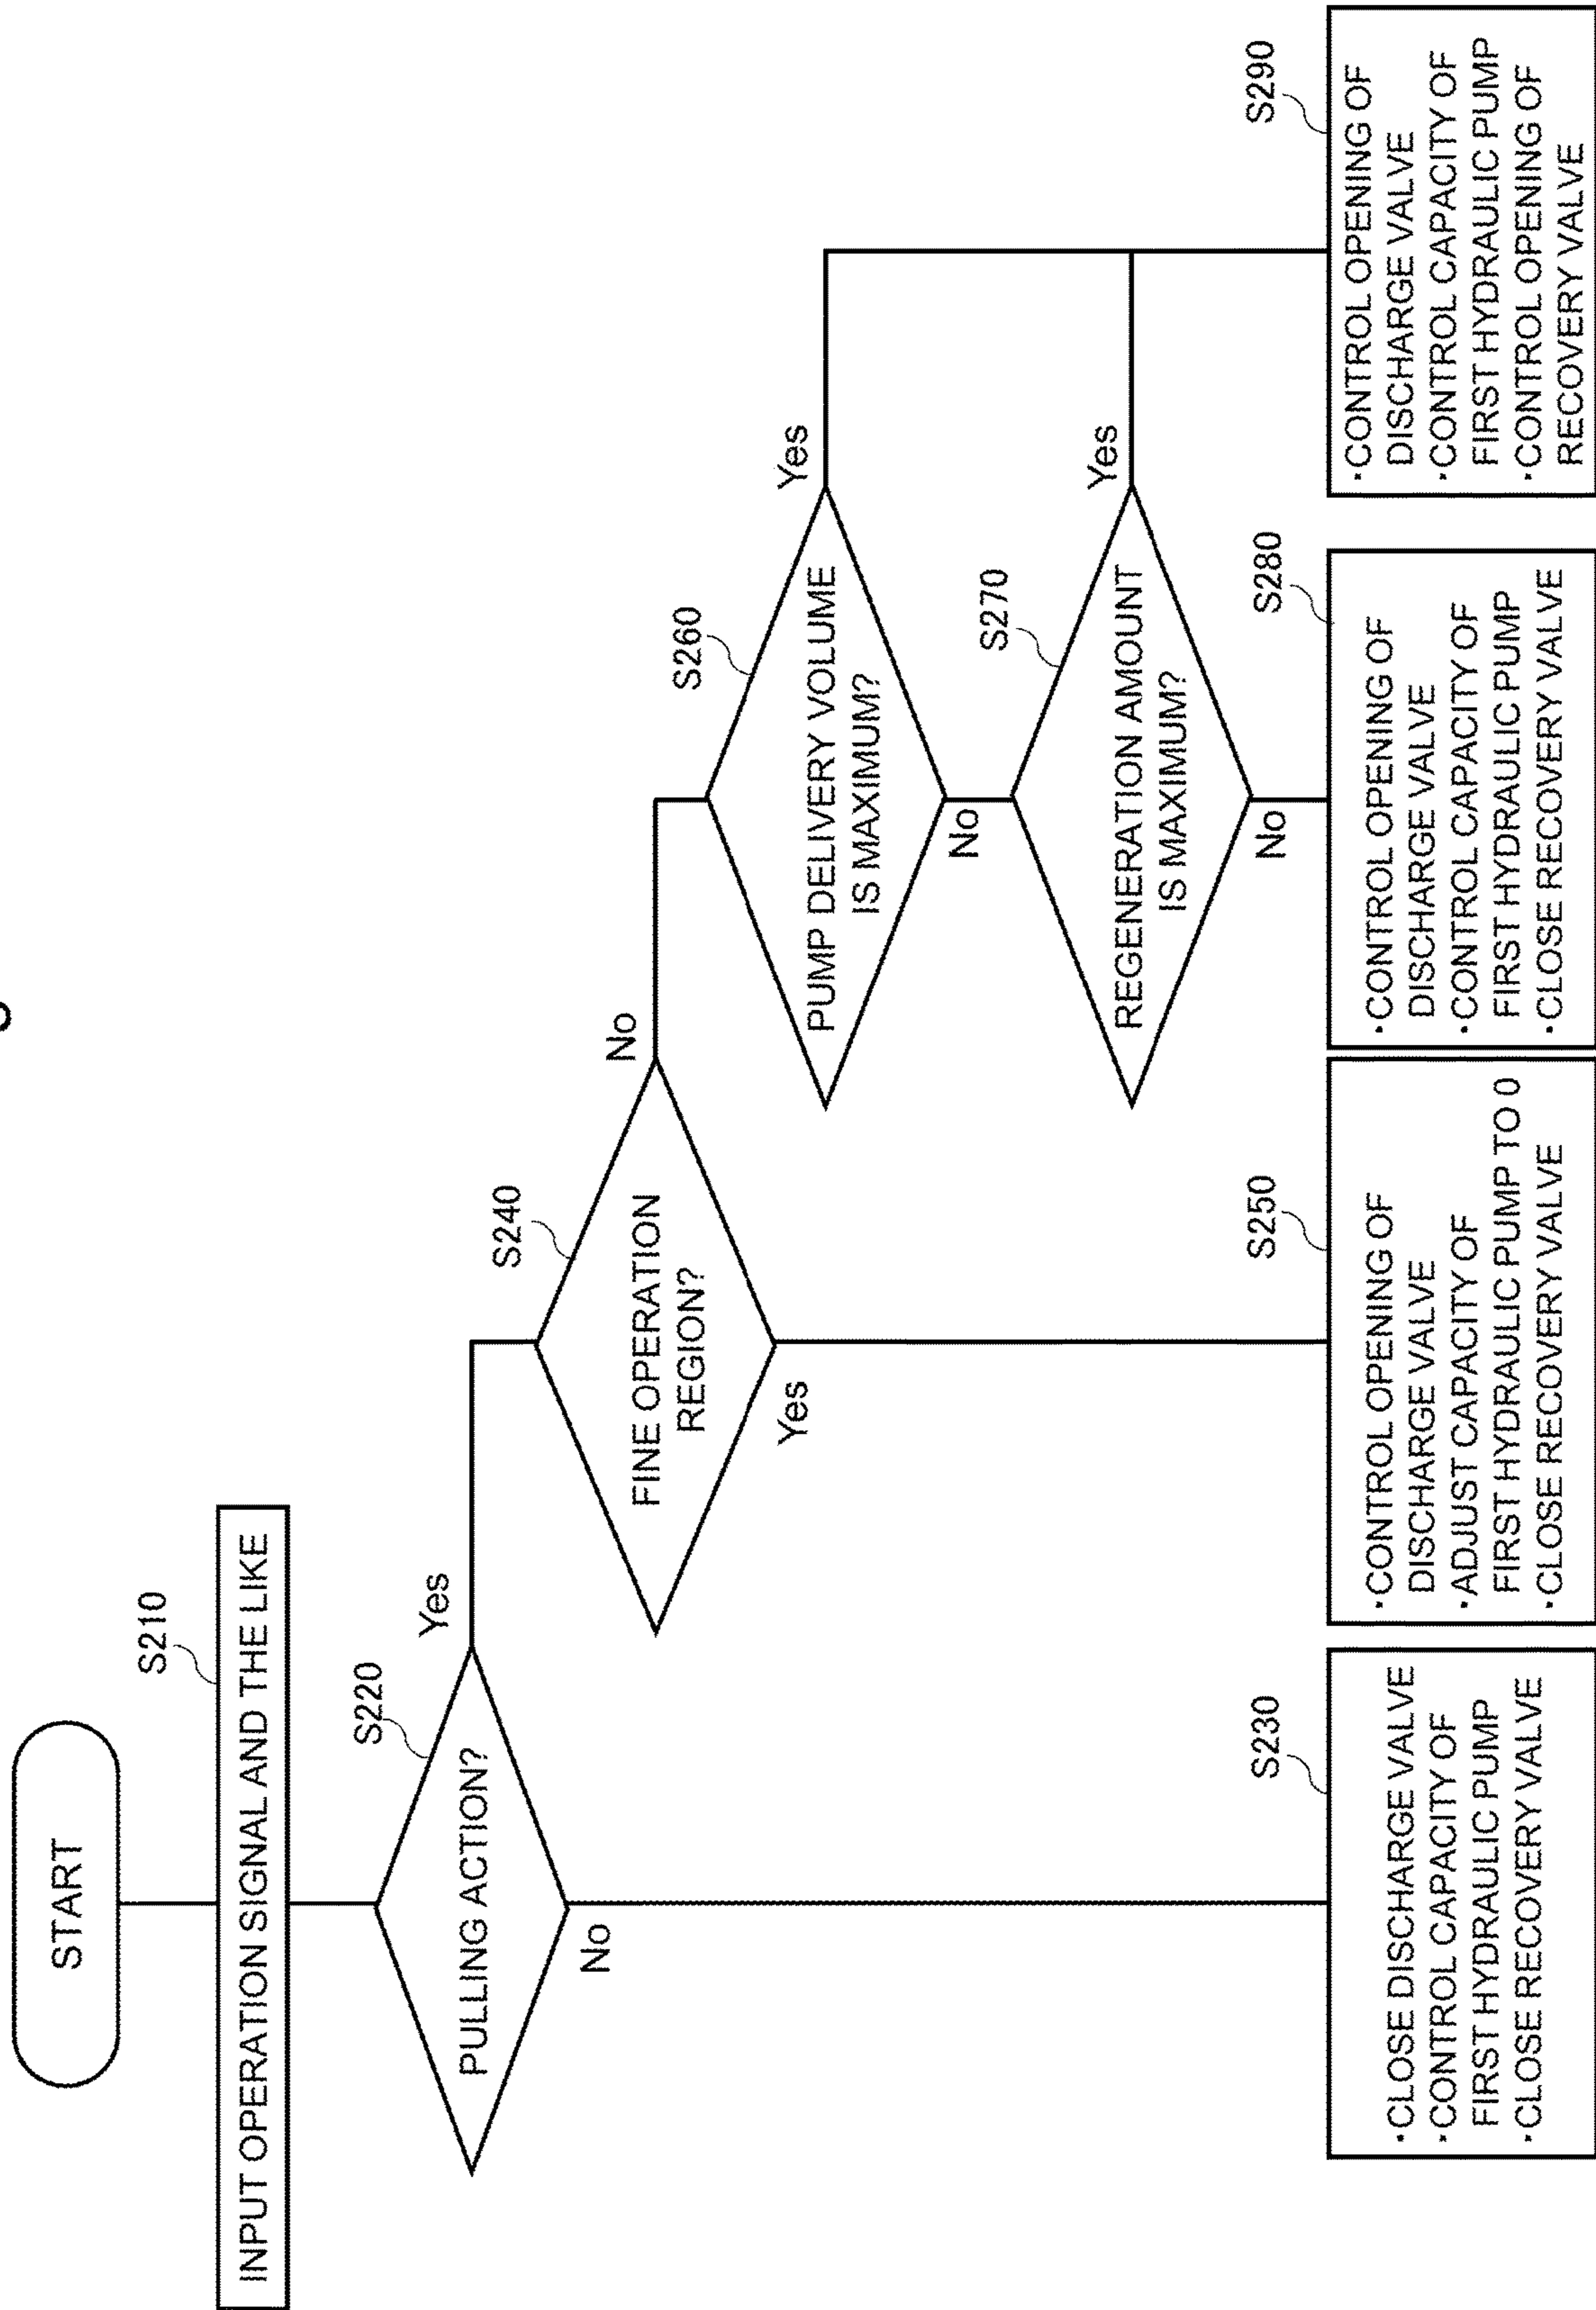 START
S210
INPUT OPERATION SIGNAL AND THE LIKE
S220
PULLING ACTION?
Yes
No
S240
FINE OPERATION
REGION?
No
Yes
S260
PUMP DELIVERY VOLUME
IS MAXIMUM?
Yes
No
S270
REGENERATION AMOUNT
IS MAXIMUM?
Yes
No
S230
·CLOSE DISCHARGE VALVE
·CONTROL CAPACITY OF
FIRST HYDRAULIC PUMP
·CLOSE RECOVERY VALVE
S250
·CONTROL OPENING OF
DISCHARGE VALVE
·ADJUST CAPACITY OF
FIRST HYDRAULIC PUMP TO 0
·CLOSE RECOVERY VALVE
S280
·CONTROL OPENING OF
DISCHARGE VALVE
·CONTROL CAPACITY OF
FIRST HYDRAULIC PUMP
·CLOSE RECOVERY VALVE
S290
·CONTROL OPENING OF
DISCHARGE VALVE
·CONTROL CAPACITY OF
FIRST HYDRAULIC PUMP
·CONTROL OPENING OF
RECOVERY VALVE